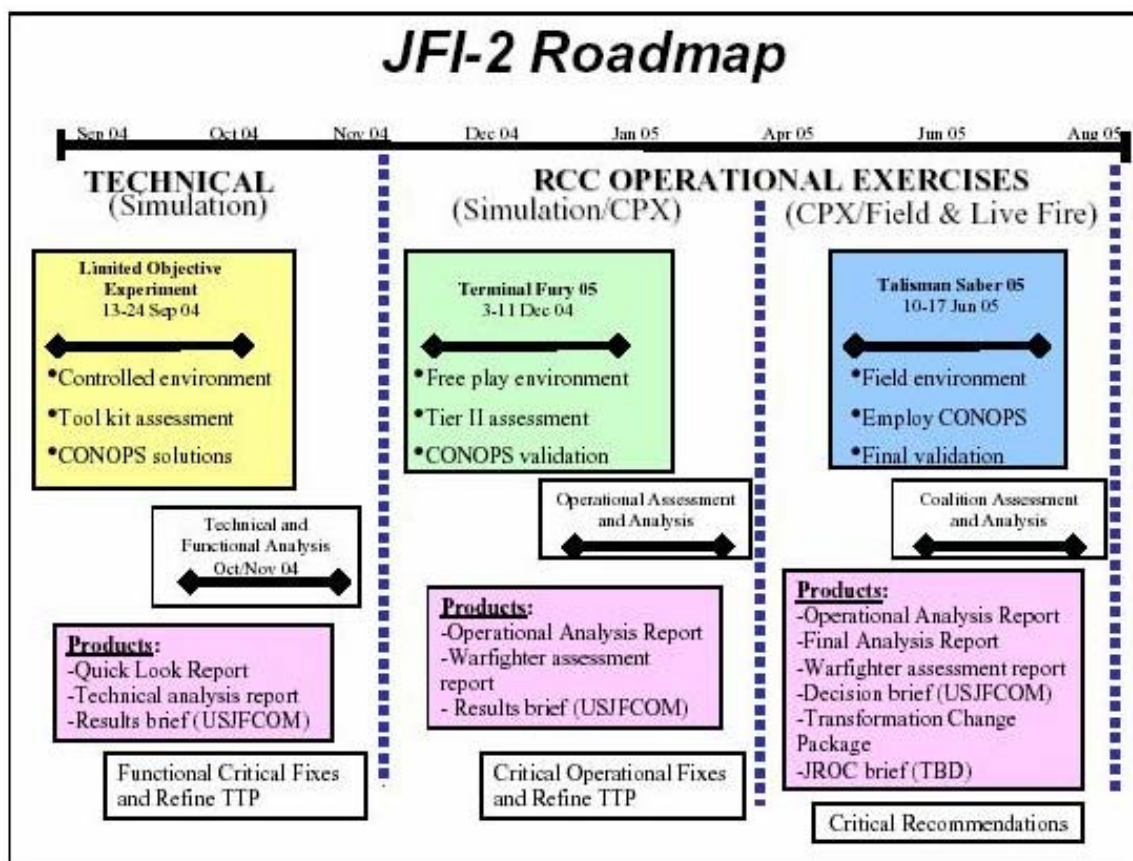 JFI-2 Roadmap
Sep 04 Oct 04 Nov 04 Dec 04 Jan 05 Apr 05 Jun 05 Aug 05
TECHNICAL
(Simulation)
RCC OPERATIONAL EXERCISES
(Simulation/CPX)
(CPX/Field & Live Fire)
Limited Objective
Experiment
13-24 Sep 04
•Controlled environment
•Tool kit assessment
•CONOPS solutions
Technical and
Functional Analysis
Oct/Nov 04
Products:
-Quick Look Report
-Technical analysis report
-Results brief (USJFCOM)
Functional Critical Fixes
and Refine TTP
Terminal Fury 05
3-11 Dec 04
•Free play environment
•Tier II assessment
•CONOPS validation
Operational Assessment
and Analysis
Products:
-Operational Analysis Report
-Warfighter assessment
report
- Results brief (USJFCOM)
Critical Operational Fixes
and Refine TTP
Talisman Saber 05
10-17 Jun 05
•Field environment
•Employ CONOPS
•Final validation
Coalition Assessment
and Analysis
Products:
-Operational Analysis Report
-Final Analysis Report
-Warfighter assessment report
-Decision brief (USJFCOM)
-Transformation Change
Package
-JROC brief (TBD)
Critical Recommendations